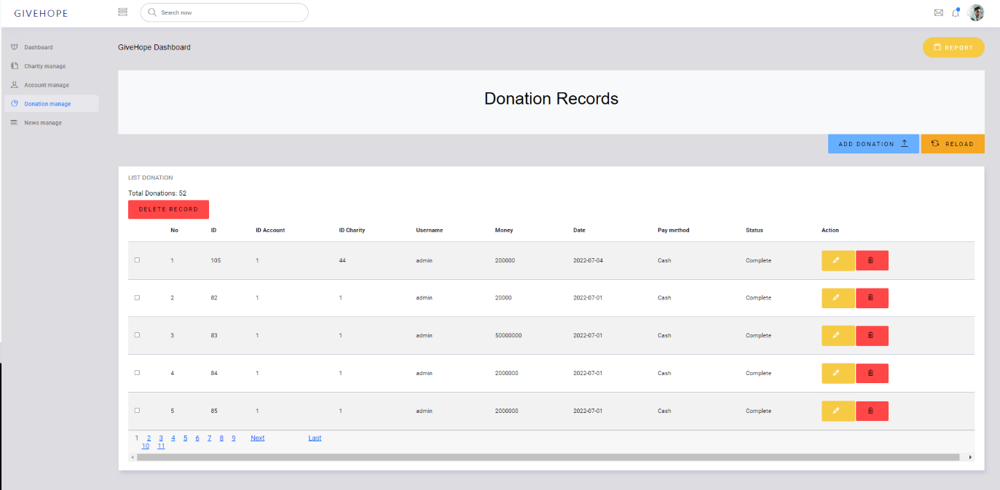 GIVEHOPE
Search now
Dashboard
Charity manage
Account manage
Donation manage
News manage
GiveHope Dashboard
REPORT
Donation Records
ADD DONATION
RELOAD
LIST DONATION
Total Donations: 52
DELETE RECORD
No ID ID Account ID Charity Username Money Date Pay method Status Action
1 105 1 44 admin 200000 2022-07-04 Cash Complete
2 82 1 1 admin 20000 2022-07-01 Cash Complete
3 83 1 1 admin 50000000 2022-07-01 Cash Complete
4 84 1 1 admin 2000000 2022-07-01 Cash Complete
5 85 1 1 admin 2000000 2022-07-01 Cash Complete
1 2 3 4 5 6 7 8 9 Next Last
10 11